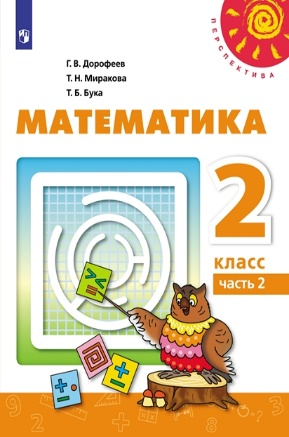 ПЕРСПЕКТИВА
Г. В. Дорофеев
Т. Н. Миракова
Т. Б. Бука
МАТЕМАТИКА
2
класс
часть 2